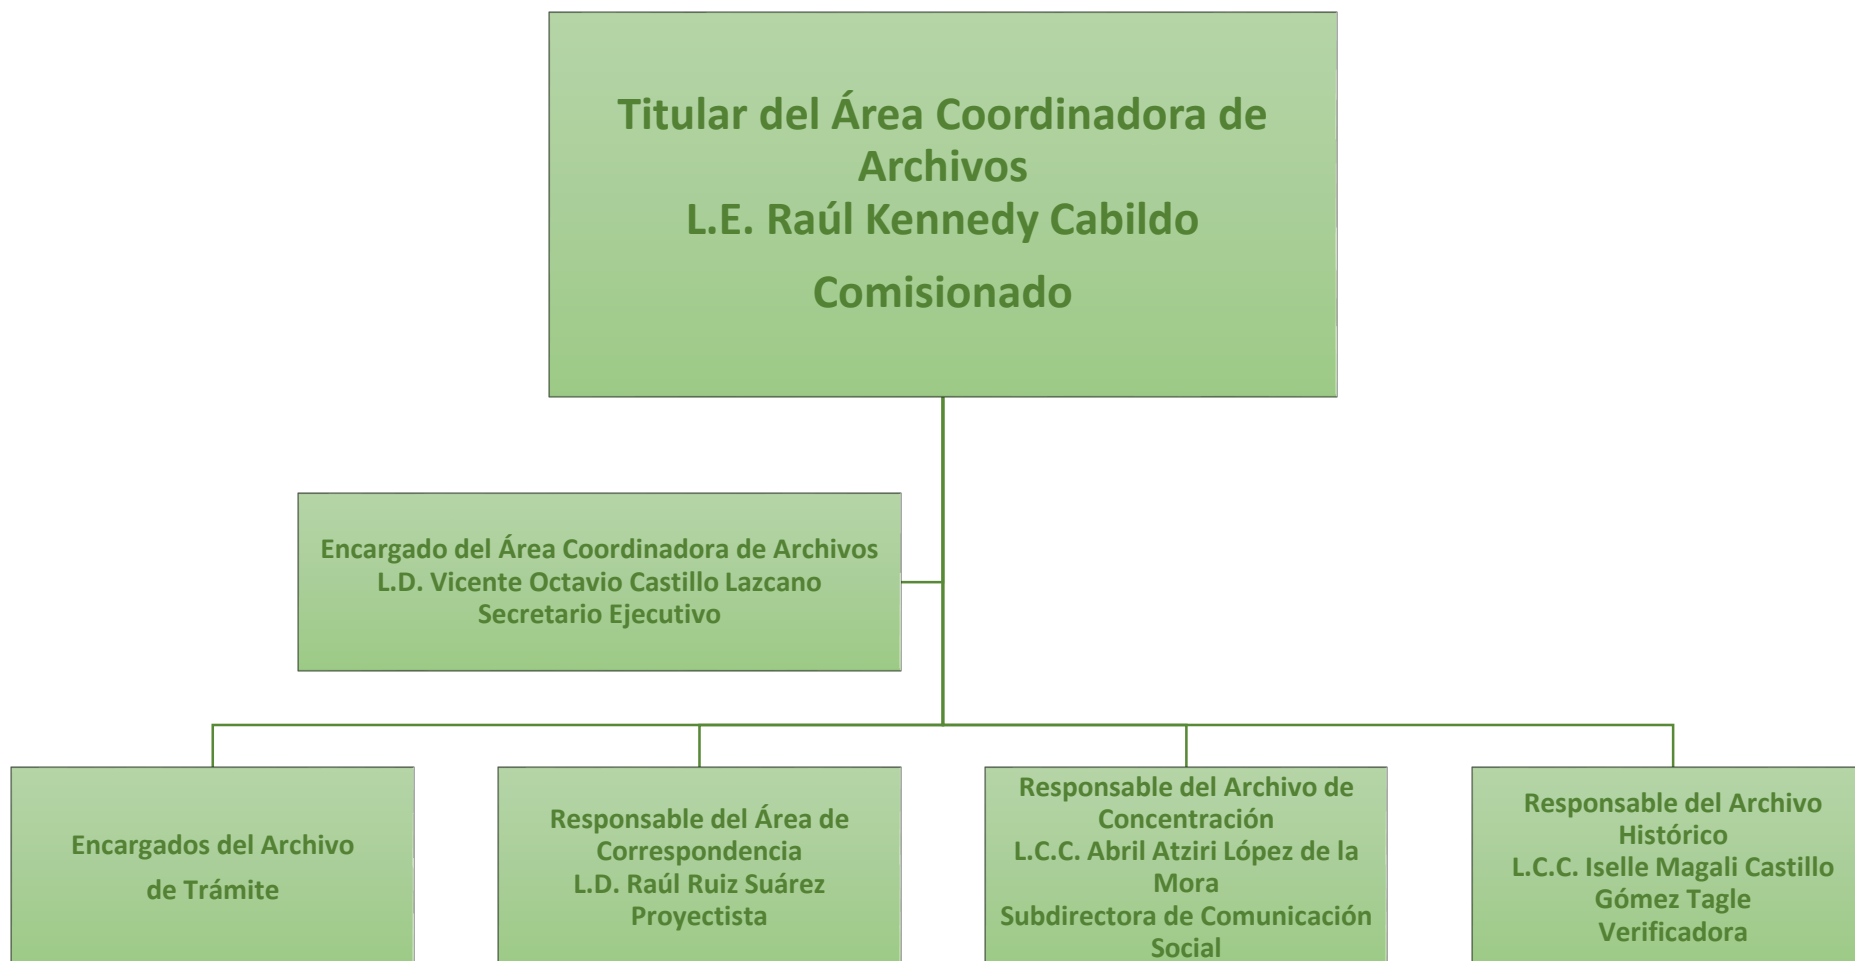 Titular del Área Coordinadora de
Archivos
L.E. Raúl Kennedy Cabildo
Comisionado
Encargado del Área Coordinadora de Archivos
L.D. Vicente Octavio Castillo Lazcano
Secretario Ejecutivo
Encargados del Archivo
de Trámite
Responsable del Área de
Correspondencia
L.D. Raúl Ruiz Suárez
Proyectista
Responsable del Archivo de
Concentración
L.C.C. Abril Atziri López de la
Mora
Subdirectora de Comunicación
Social
Responsable del Archivo
Histórico
L.C.C. Iselle Magali Castillo
Gómez Tagle
Verificadora